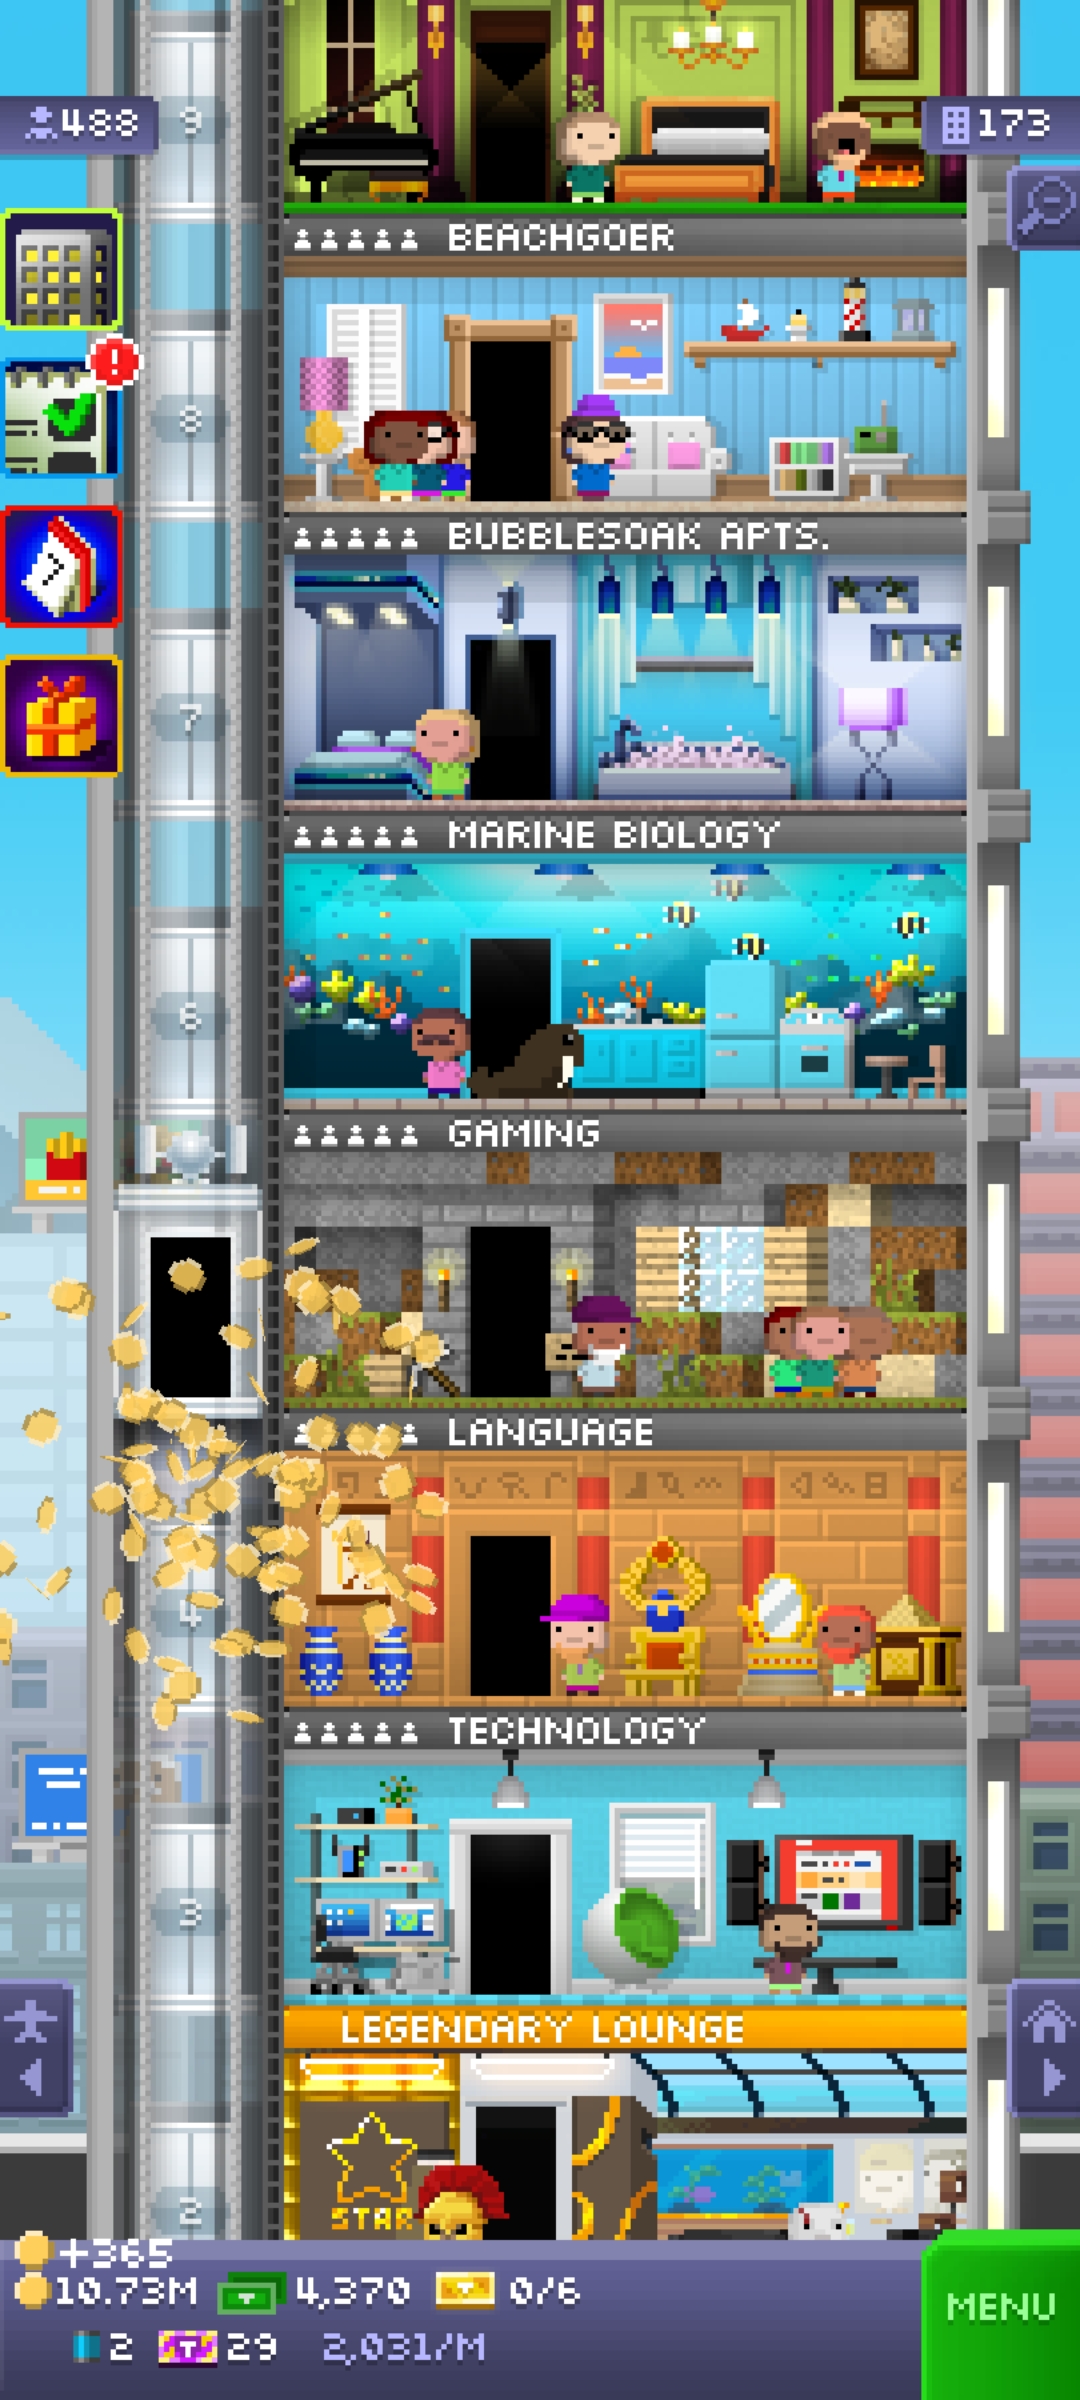 488
9
173
BEACHGOER
8
BUBBLESOAK APTS.
7
MARINE BIOLOGY
6
GAMING
LANGUAGE
4
TECHNOLOGY
3
LEGENDARY LOUNGE
STAR
2
+365
10.73M 4,370 0/6
MENU
2 T 29 2,031/M